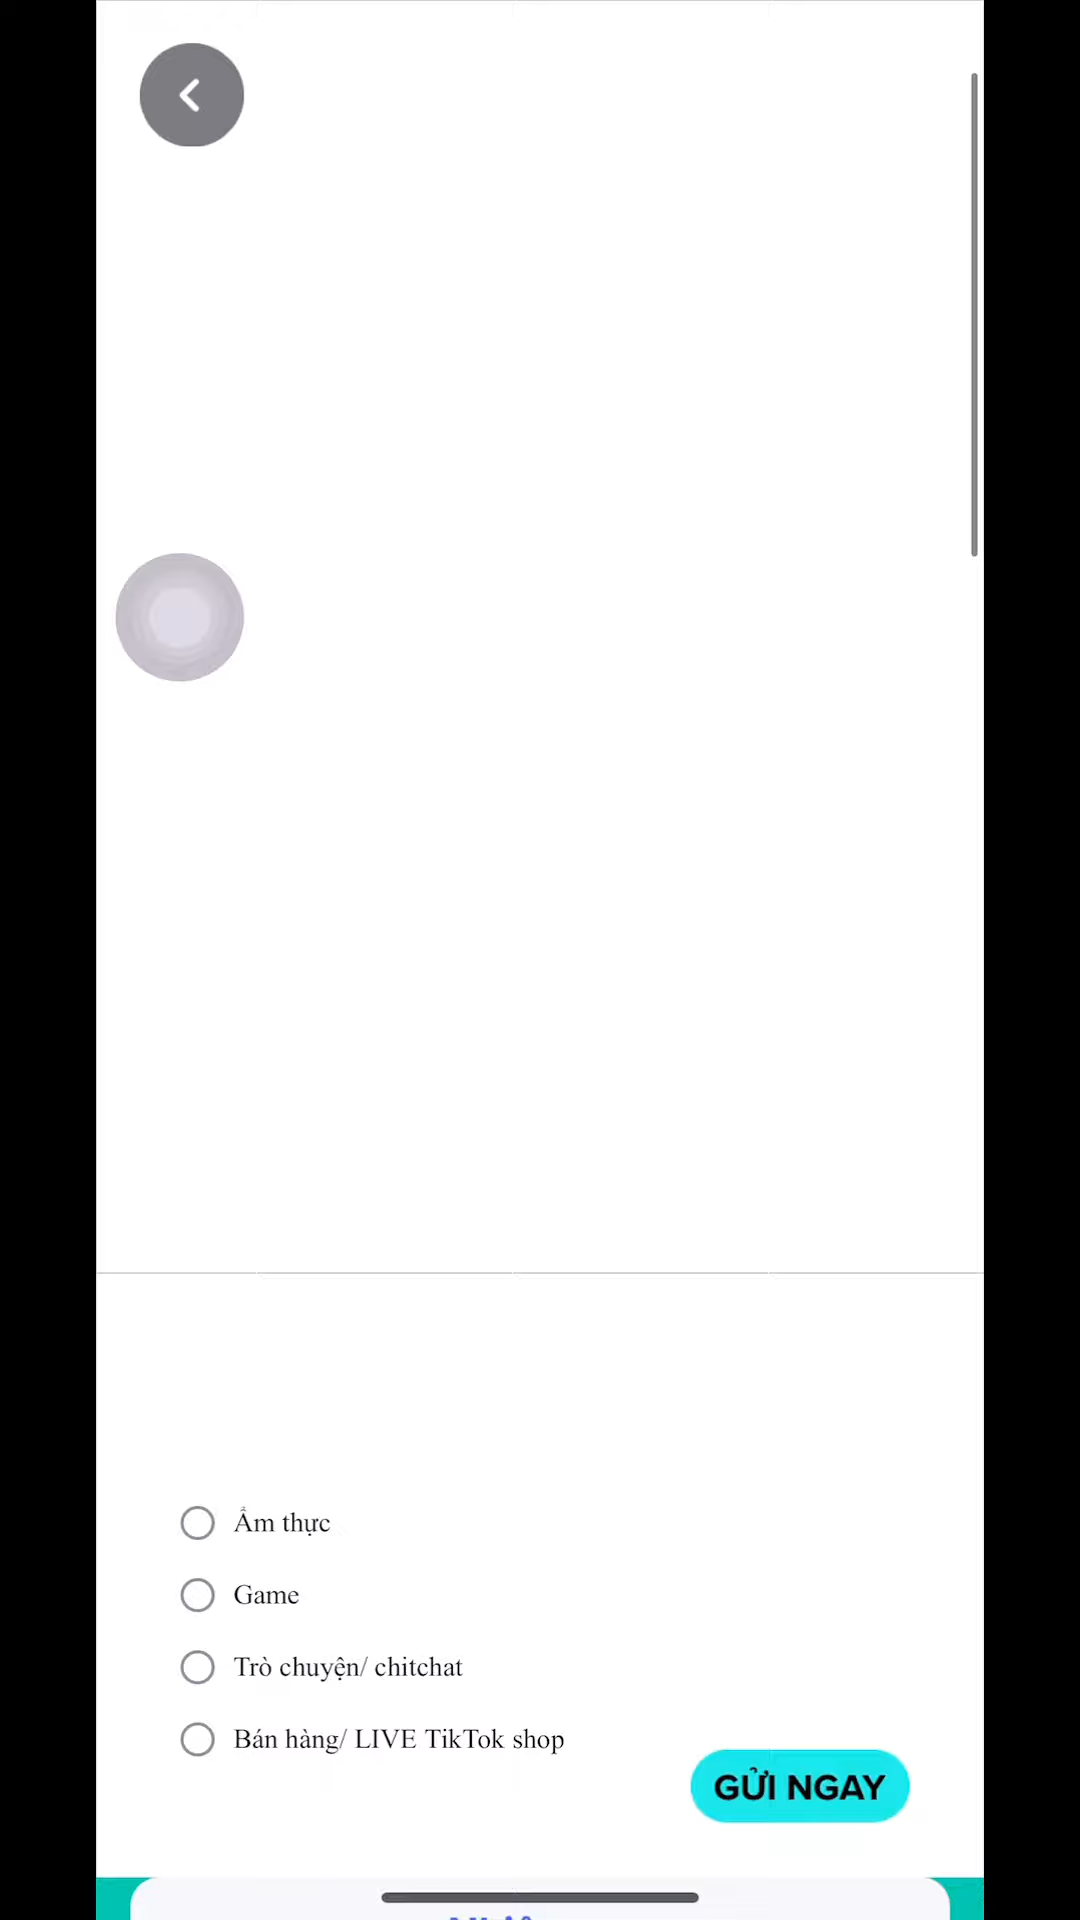 Ẩm thực
Game
Trò chuyện/ chitchat
Bán hàng/ LIVE TikTok shop
GỬI NGAY